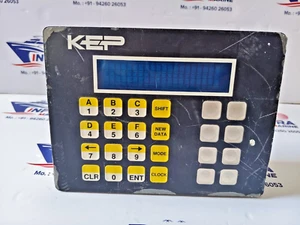 Mo. : +91 - 94260 26053
KEP
A B C
1 2 3
SHIFT
D E F
4 5 6
NEW
DATA
← →
7 8 9
MODE
CLR 0 ENT
CLOCK